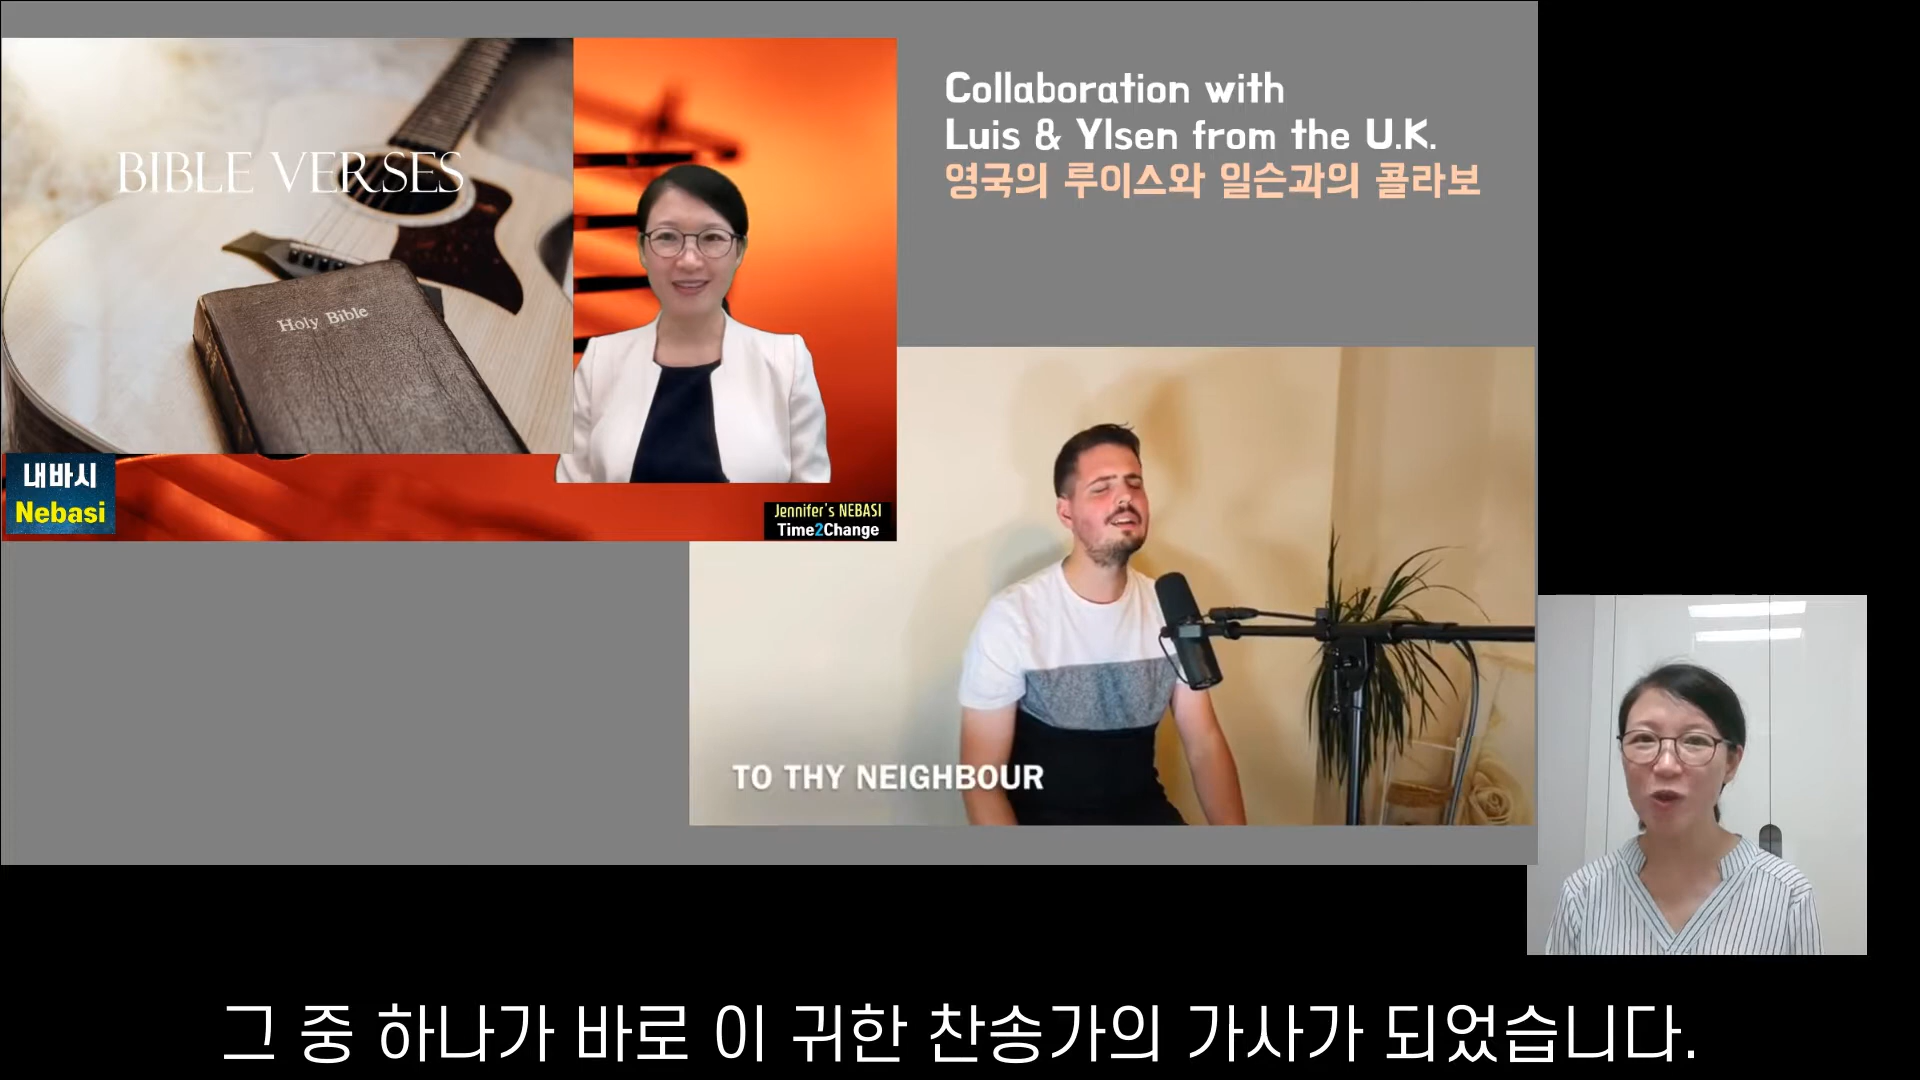 BIBLE VERSES
Holy Bible
내바시
Nebasi
Jennifer's NEBASI
Time2Change
Collaboration with
Luis & Ylsen from the U.K.
영국의 루이스와 일슨과의 콜라보
TO THY NEIGHBOUR
그 중 하나가 바로 이 귀한 찬송가의 가사가 되었습니다.